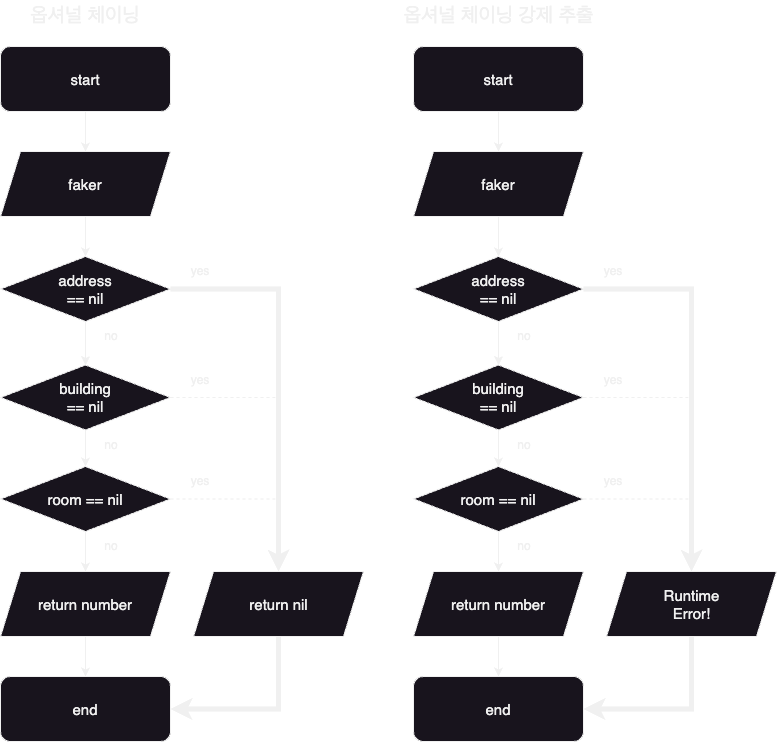 옵셔널 체이닝
start
faker
address
== nil
yes
no
building
== nil
yes
no
room == nil
yes
no
return number
return nil
end
옵셔널 체이닝 강제 추출
start
faker
address
== nil
yes
no
building
== nil
yes
no
room == nil
yes
no
return number
Runtime
Error!
end